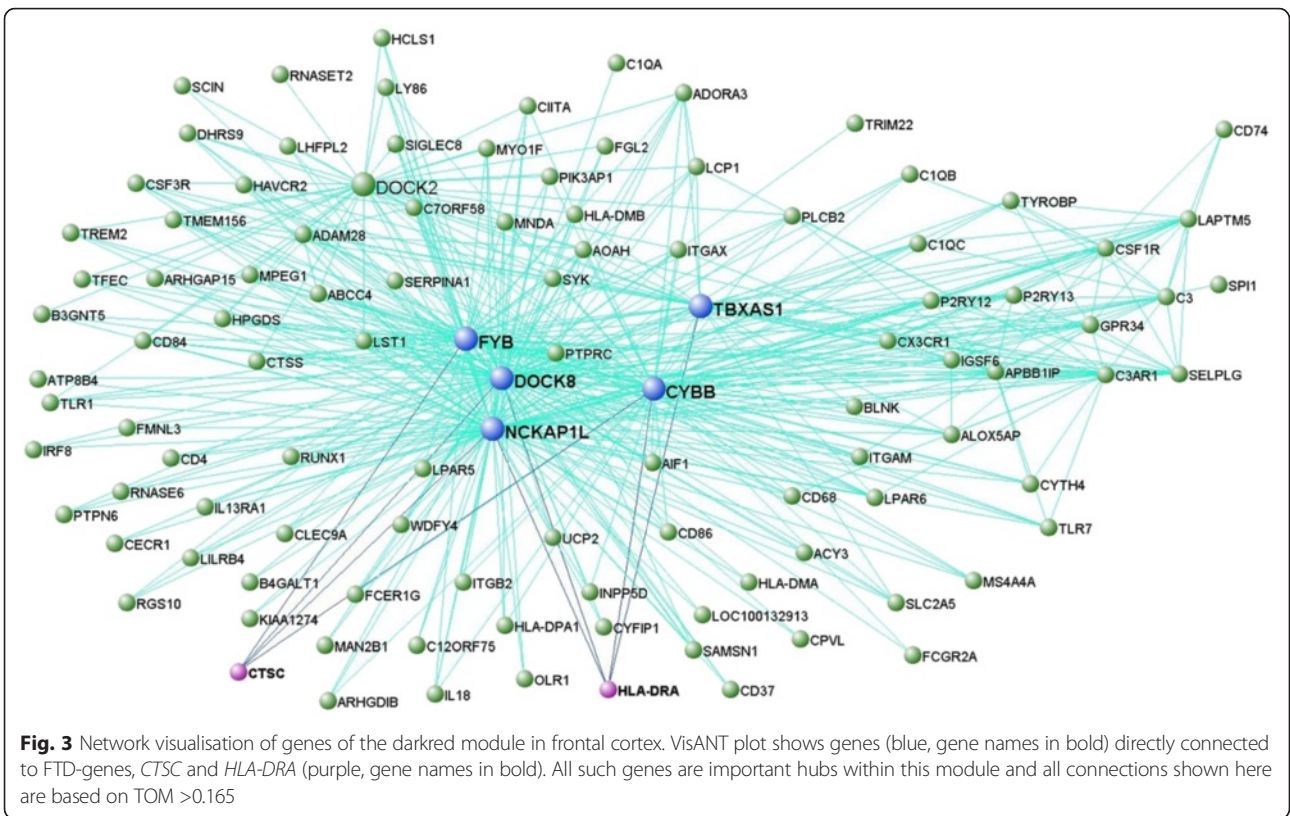 HCLS1
C1QA
RNASET2
SCIN
LY86
ADORA3
CIITA
TRIM22
CD74
DHRS9
LHFPL2
SIGLEC8
MYO1F
FGL2
LCP1
C1QB
CSF3R
HAVCR2
DOCK2
PIK3AP1
TYROBP
C7ORF58
TMEM156
MNDA
HLA-DMB
PLCB2
LAPTM5
TREM2
ADAM28
AOAH
ITGAX
C1QC
CSF1R
TFEC
ARHGAP15
MPEG1
SERPINA1
SYK
SPI1
ABCC4
P2RY12
P2RY13
C3
B3GNT5
HPGDS
TBXAS1
GPR34
CD84
LST1
FYB
PTPRC
CX3CR1
CTSS
IGSF6
APBB1IP
C3AR1
SELPLG
ATP8B4
DOCK8
CYBB
TLR1
BLNK
FMNL3
NCKAP1L
ALOX5AP
IRF8
CD4
RUNX1
LPAR5
AIF1
ITGAM
CYTH4
RNASE6
CD68
LPAR6
PTPN6
IL13RA1
TLR7
CLEC9A
WDFY4
UCP2
CD86
CECR1
LILRB4
ACY3
B4GALT1
FCER1G
ITGB2
INPP5D
HLA-DMA
MS4A4A
RGS10
SLC2A5
KIAA1274
LOC100132913
HLA-DPA1
CYFIP1
CPVL
MAN2B1
C12ORF75
SAMSN1
FCGR2A
CTSC
OLR1
HLA-DRA
CD37
ARHGDIB
IL18
Fig. 3 Network visualisation of genes of the darkred module in frontal cortex. VisANT plot shows genes (blue, gene names in bold) directly connected
to FTD-genes, CTSC and HLA-DRA (purple, gene names in bold). All such genes are important hubs within this module and all connections shown here
are based on TOM >0.165